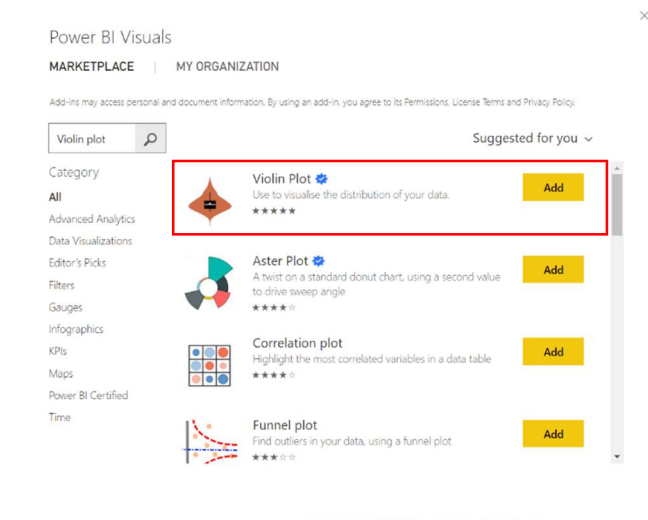 Power BI Visuals
MARKETPLACE | MY ORGANIZATION
Add-ins may access personal and document information. By using an add-in, you agree to its Permissions, License Terms and Privacy Policy.
Violin plot
Suggested for you
Category
All
Advanced Analytics
Data Visualizations
Editor's Picks
Filters
Gauges
Infographics
KPIs
Maps
Power BI Certified
Time
Violin Plot
Use to visualise the distribution of your data.
Add
Aster Plot
A twist on a standard donut chart, using a second value
to drive sweep angle
Add
Correlation plot
Highlight the most correlated variables in a data table
Add
Funnel plot
Find outliers in your data, using a funnel plot
Add